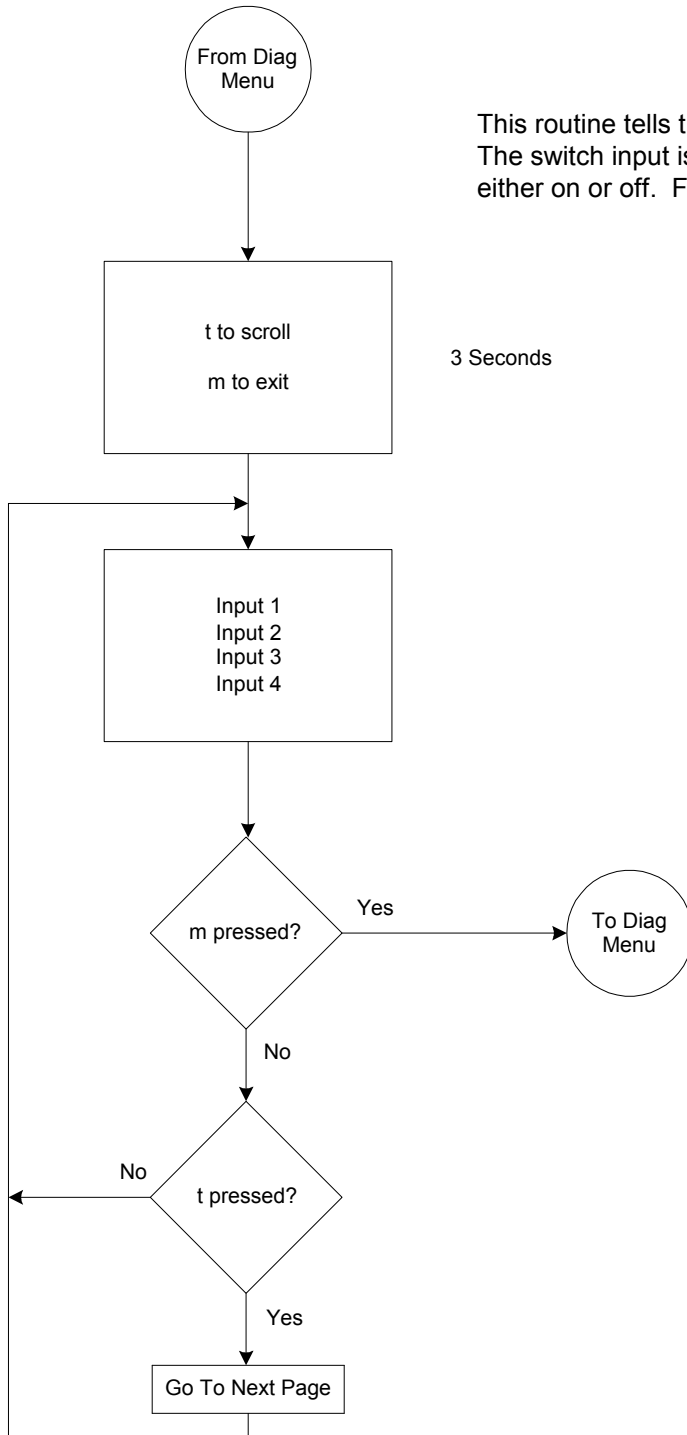 From Diag
Menu
This routine tells
The switch input is
either on or off.
t to scroll
m to exit
3 Seconds
Input 1
Input 2
Input 3
Input 4
m pressed?
Yes
To Diag
Menu
No
No
t pressed?
Yes
Go To Next Page